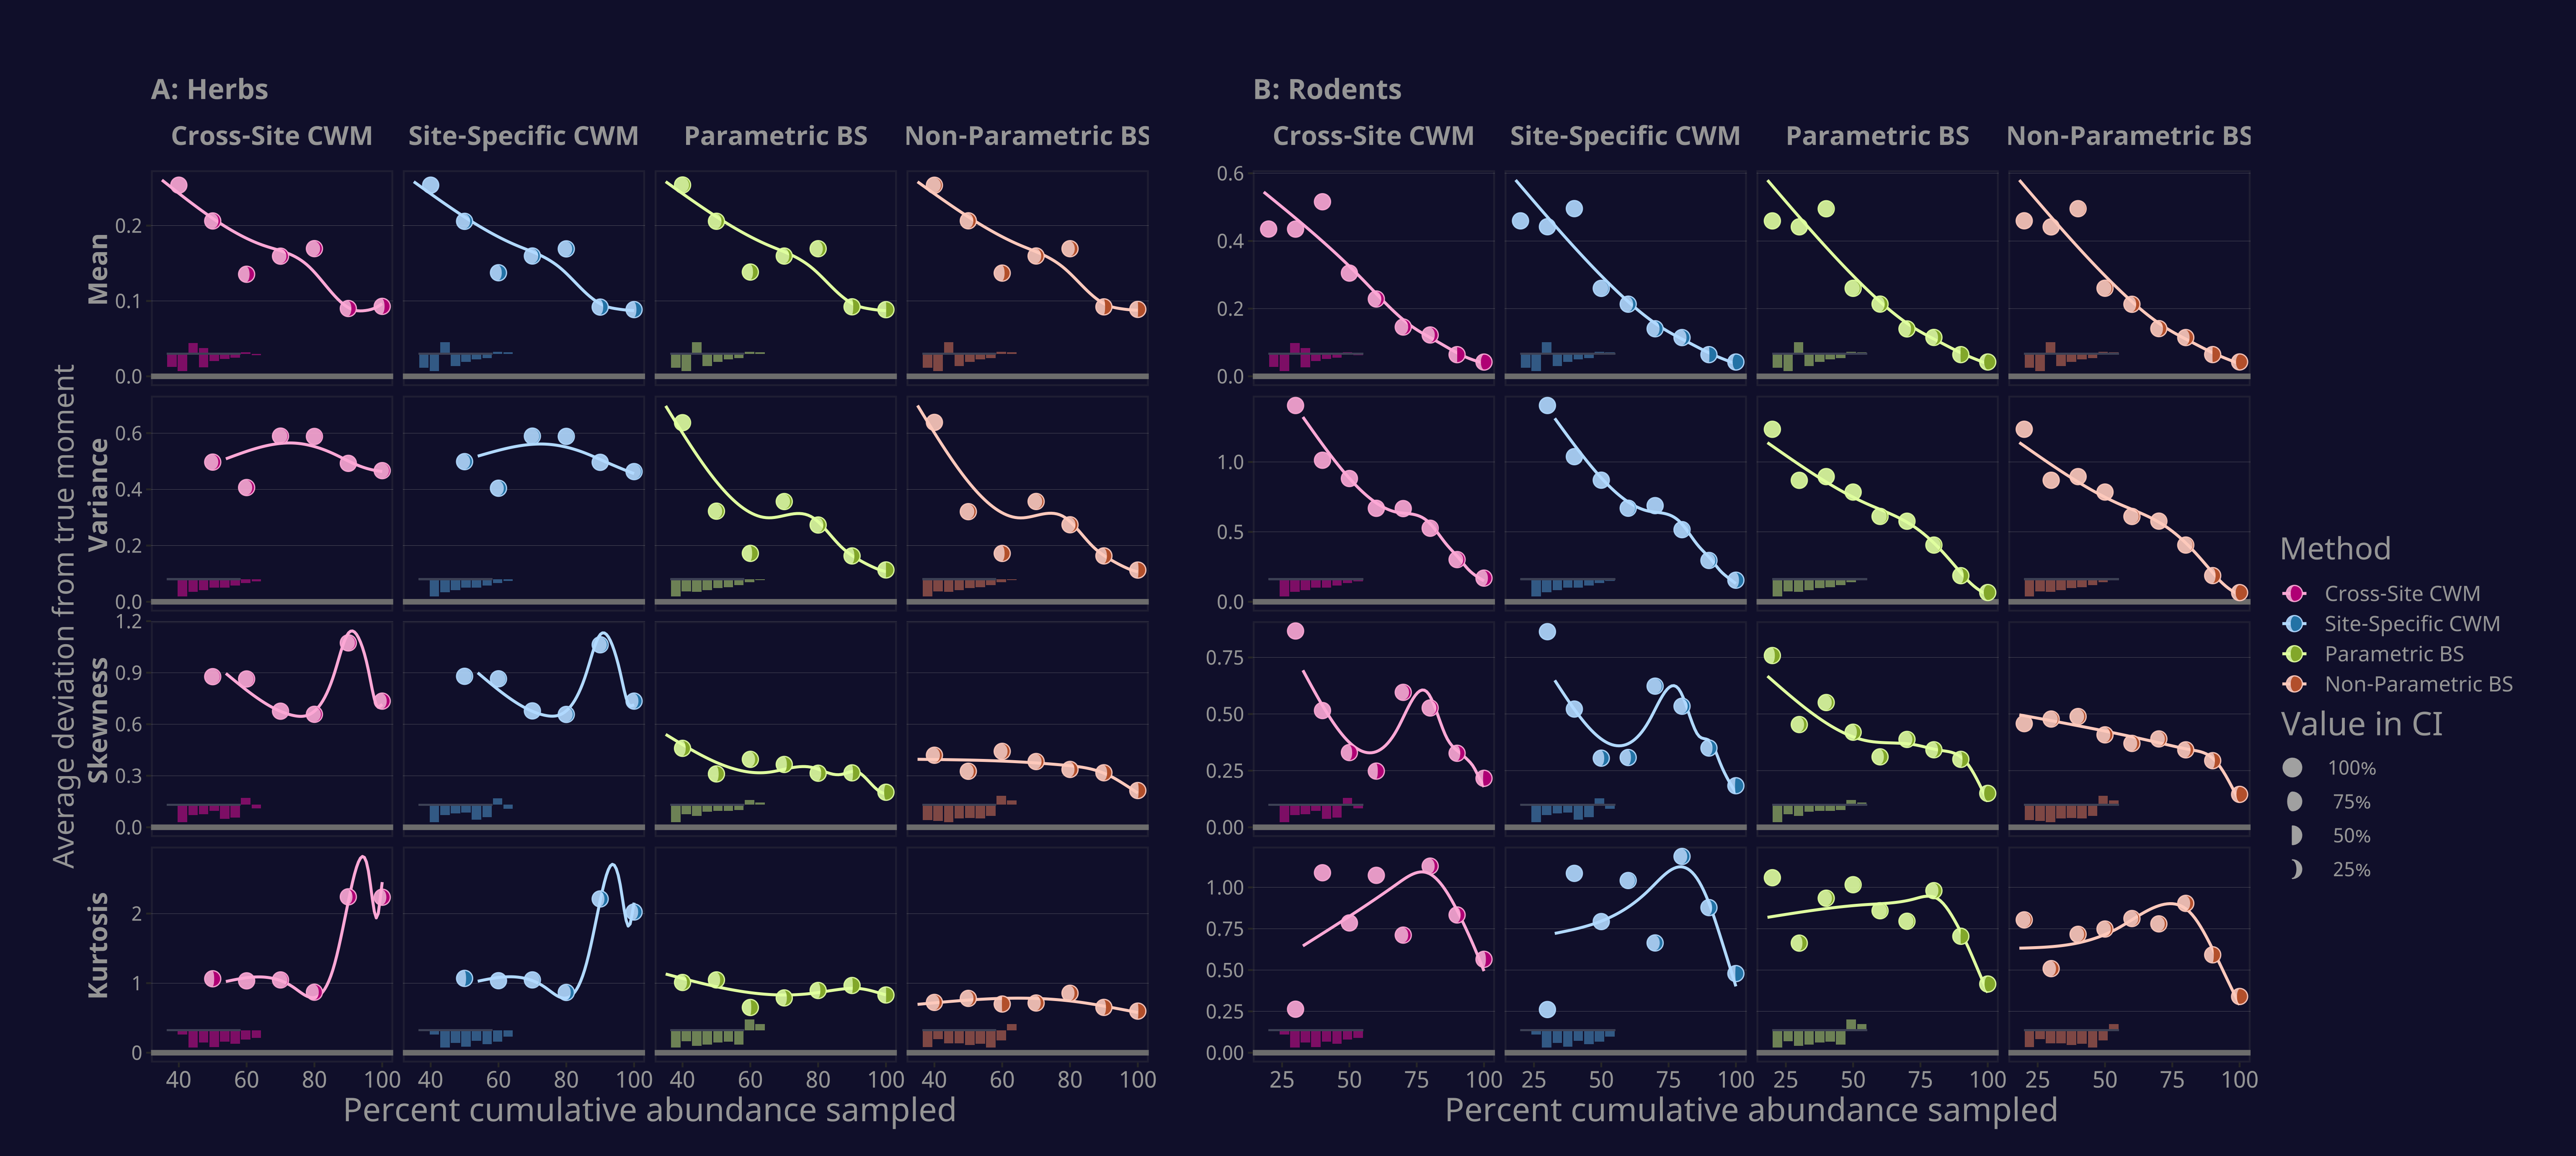 A: Herbs
B: Rodents
Cross-Site CWM
Site-Specific CWM
Parametric BS
Non-Parametric BS
Cross-Site CWM
Site-Specific CWM
Parametric BS
Non-Parametric BS
Average deviation from true moment
Mean
0.2
0.1
0.0
0.6
0.4
0.2
0.0
Variance
0.6
0.4
0.2
0.0
1.0
0.5
0.0
Skewness
1.2
0.9
0.6
0.3
0.0
0.75
0.50
0.25
0.00
Kurtosis
2
1
0
1.00
0.75
0.50
0.25
0.00
40 60 80 100 40 60 80 100 40 60 80 100 40 60 80 100
25 50 75 100 25 50 75 100 25 50 75 100 25 50 75 100
Percent cumulative abundance sampled
Percent cumulative abundance sampled
Method
Cross-Site CWM
Site-Specific CWM
Parametric BS
Non-Parametric BS
Value in CI
100%
75%
50%
25%